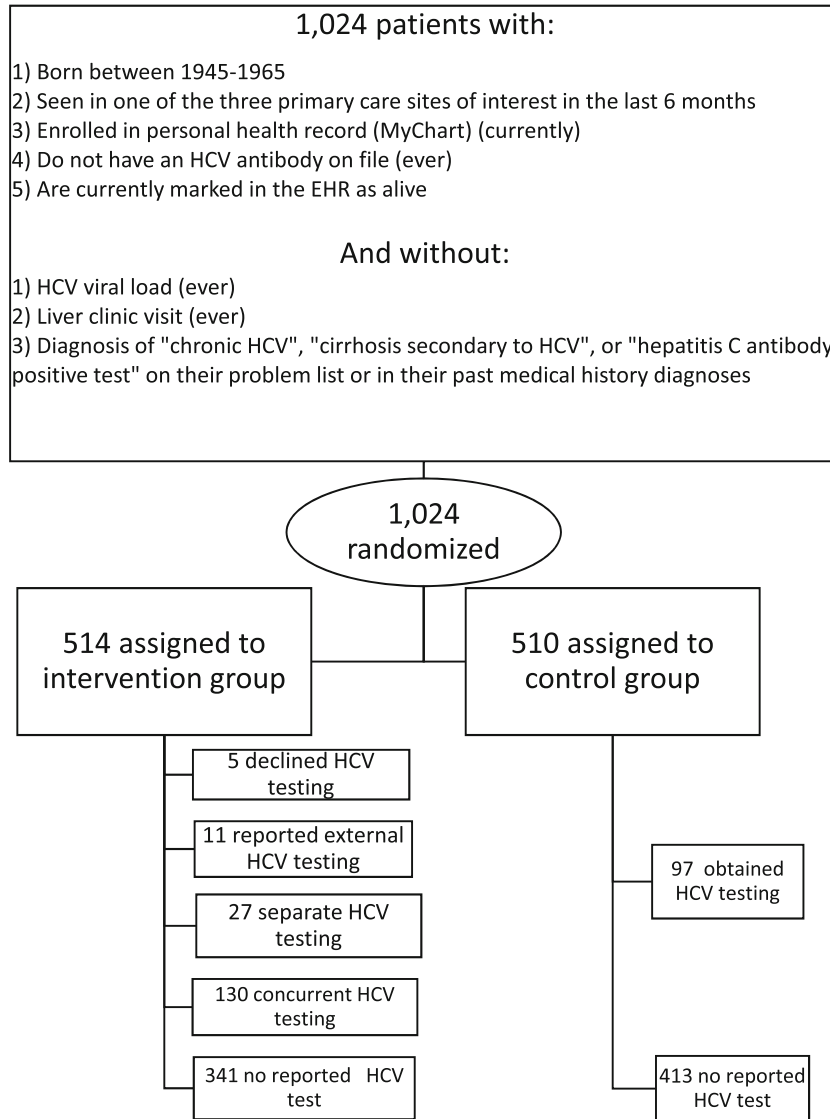 1,024 patients with:
1) Born between 1945-1965
2) Seen in one of the three primary care sites of interest in the last 6 months
3) Enrolled in personal health record (MyChart) (currently)
4) Do not have an HCV antibody on file (ever)
5) Are currently marked in the EHR as alive
And without:
1) HCV viral load (ever)
2) Liver clinic visit (ever)
3) Diagnosis of "chronic HCV", "cirrhosis secondary to HCV", or "hepatitis C antibody
positive test" on their problem list or in their past medical history diagnoses
1,024
randomized
514 assigned to
intervention group
510 assigned to
control group
5 declined HCV
testing
11 reported external
HCV testing
27 separate HCV
testing
130 concurrent HCV
testing
341 no reported HCV
test
97 obtained
HCV testing
413 no reported
HCV test